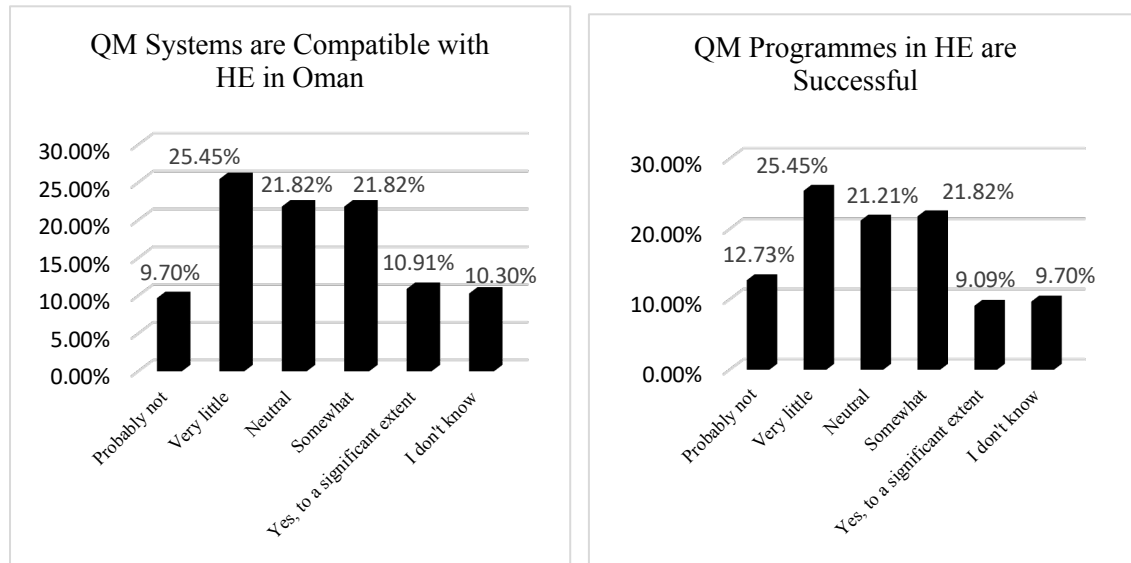 QM Systems are Compatible with
HE in Oman
30.00%
25.00%
20.00%
15.00%
10.00%
5.00%
0.00%
9.70%
25.45%
21.82%
21.82%
10.91%
10.30%
Probably not
Very little
Neutral
Somewhat
Yes, to a significant extent
I don't know
QM Programmes in HE are
Successful
30.00%
20.00%
10.00%
0.00%
12.73%
25.45%
21.21%
21.82%
9.09%
9.70%
Probably not
Very little
Neutral
Somewhat
Yes, to a significant extent
I don't know